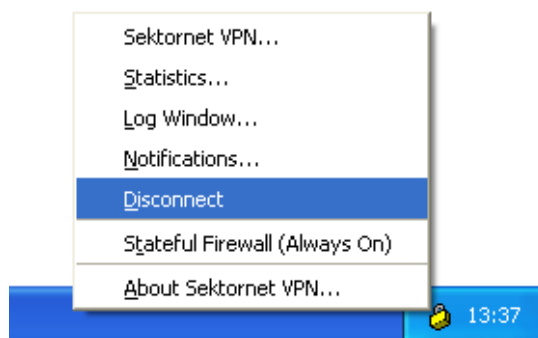 Sektornet VPN...
Statistics...
Log Window...
Notifications...
Disconnect
Stateful Firewall (Always On)
About Sektornet VPN...
13:37